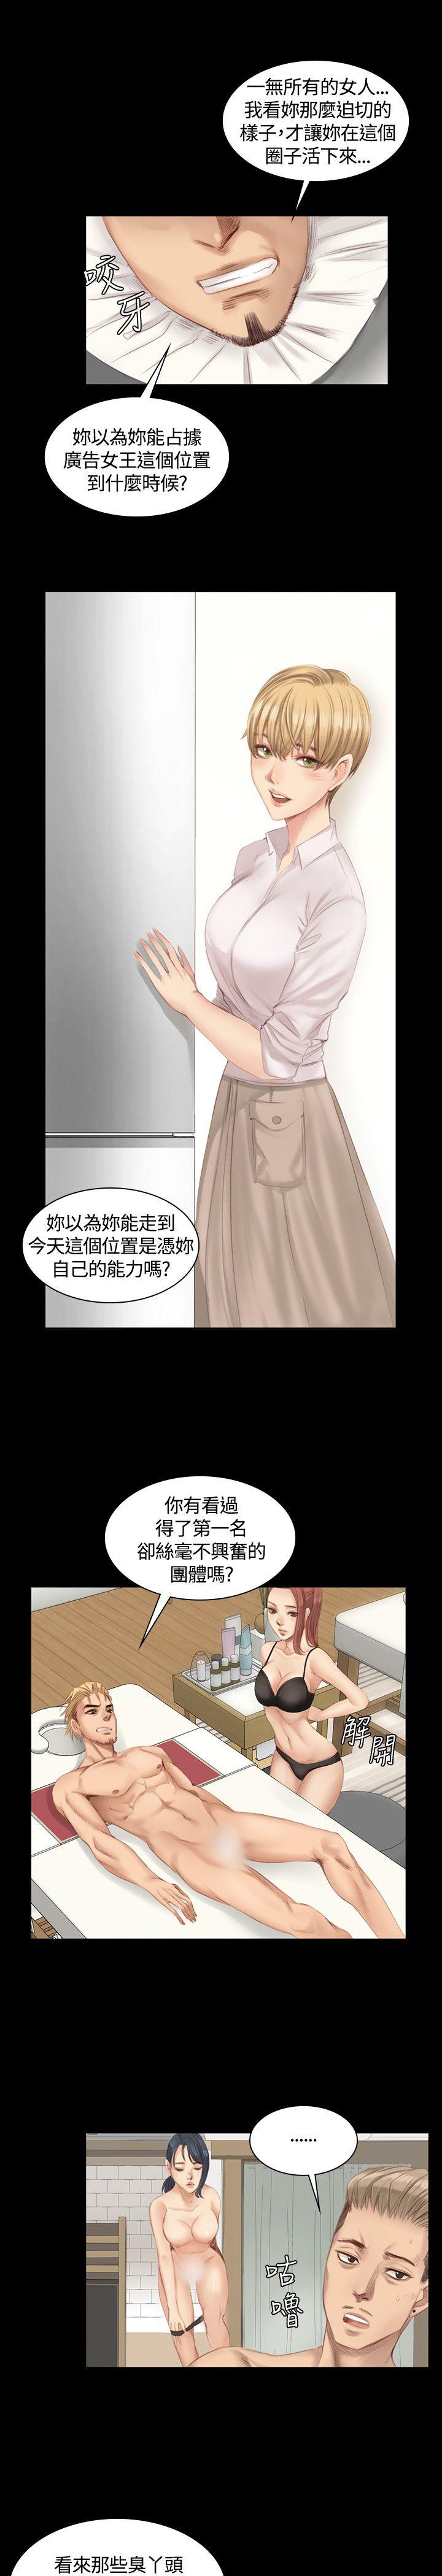 一無所有的女人...
我看妳那麼迫切的
樣子,才讓妳在這個
圈子活下來...
咬牙
妳以為妳能占據
廣告女王這個位置
到什麼時候?
妳以為妳能走到
今天這個位置是憑妳
自己的能力嗎?
你有看過
得了第一名
卻絲毫不興奮的
團體嗎?
解開
......
咕嚕
看來那些臭丫頭